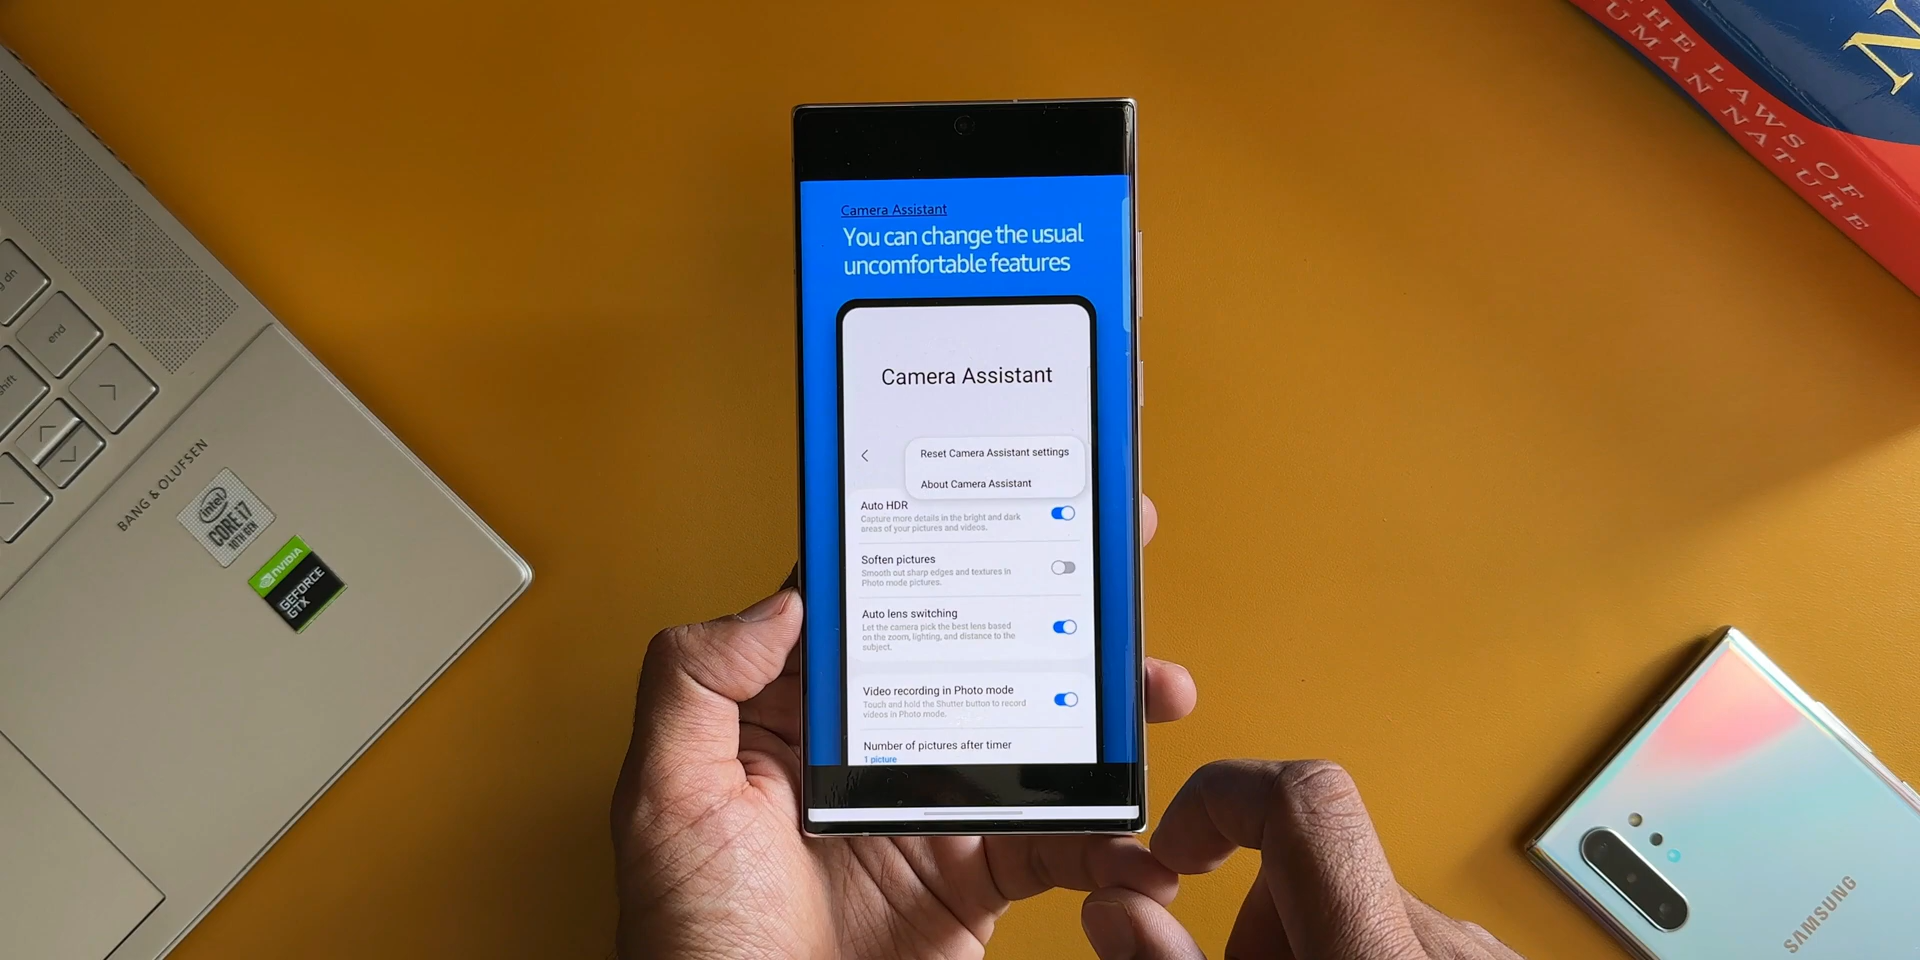 Camera Assistant
You can change the usual
uncomfortable features
Camera Assistant
Reset Camera Assistant settings
About Camera Assistant
Auto HDR
Capture more details in the bright and dark
areas of your pictures and videos.
Soften pictures
Smooth out sharp edges and textures in
Photo mode pictures.
Auto lens switching
Let the camera pick the best lens based
on the zoom, lighting, and distance to the
subject.
Video recording in Photo mode
Touch and hold the Shutter button to record
videos in Photo mode.
Number of pictures after timer
1 picture
dn
end
shift
BANG & OLUFSEN
intel
CORE i7
10TH GEN
NVIDIA
GEFORCE
GTX
THE LAWS OF
HUMAN NATURE
SAMSUNG